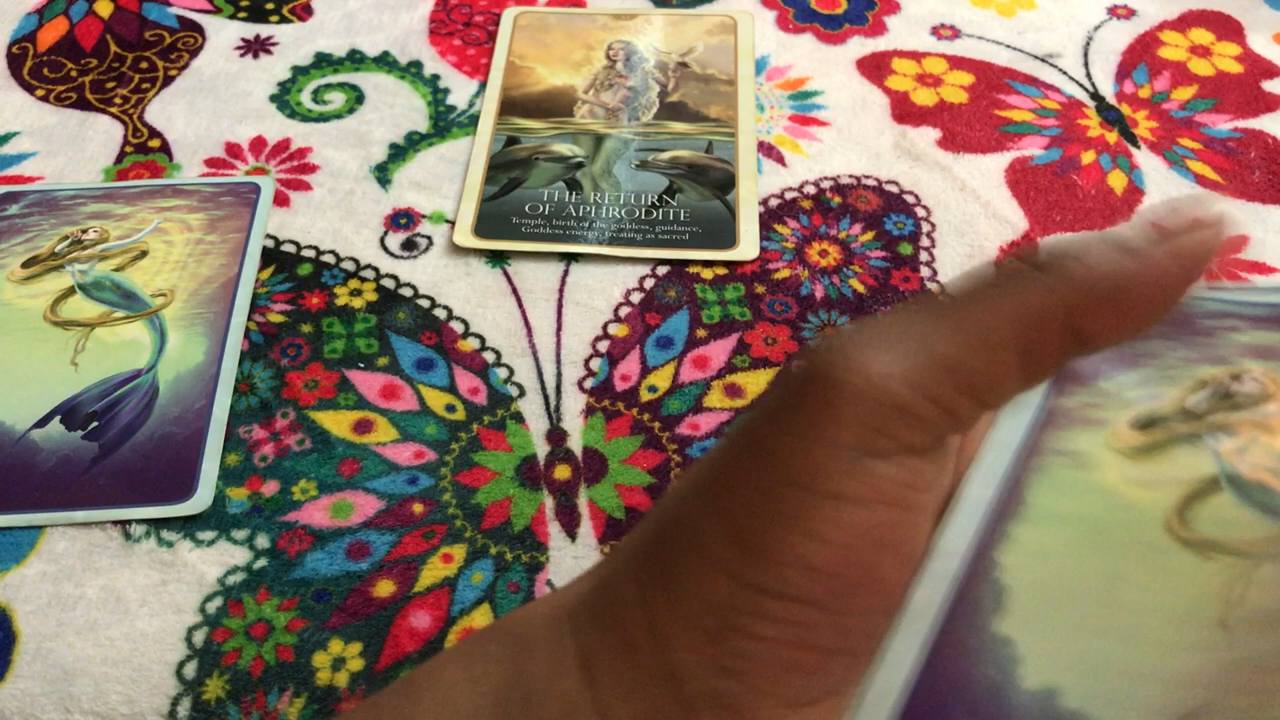 THE RETURN
OF APHRODITE
Temple, birth of the goddess, guidance,
Goddess energy, treating as sacred